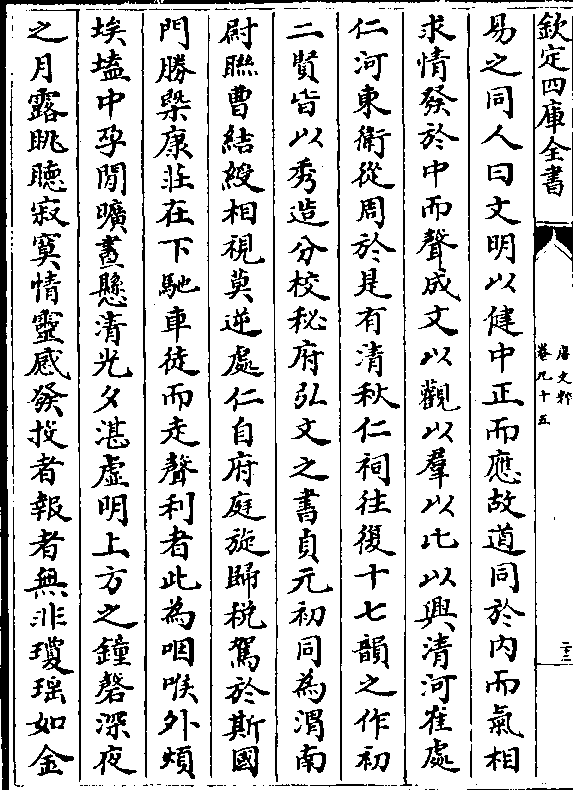 欽定四庫全書
唐文粹
卷九十五
二十三
易之同人曰文明以健中正而應故道同於内而氣相
求情發於中而聲成文以觀以羣以比以興清河崔處
仁河東衛從周於是有清秋仁祠往復十七韻之作初
二賢皆以秀造分校秘府弘文之書貞元初同為渭南
尉聮曹結綬相視莫逆處仁自府庭旋歸税駕於斯國
門勝槩康莊在下馳車徒而走聲利者此為咽喉外煩
埃壒中孕閒曠晝懸清光夕湛虛明上方之鐘磬深夜
之月露眺聽寂寞情靈感發投者報者無非瓊瑶如金